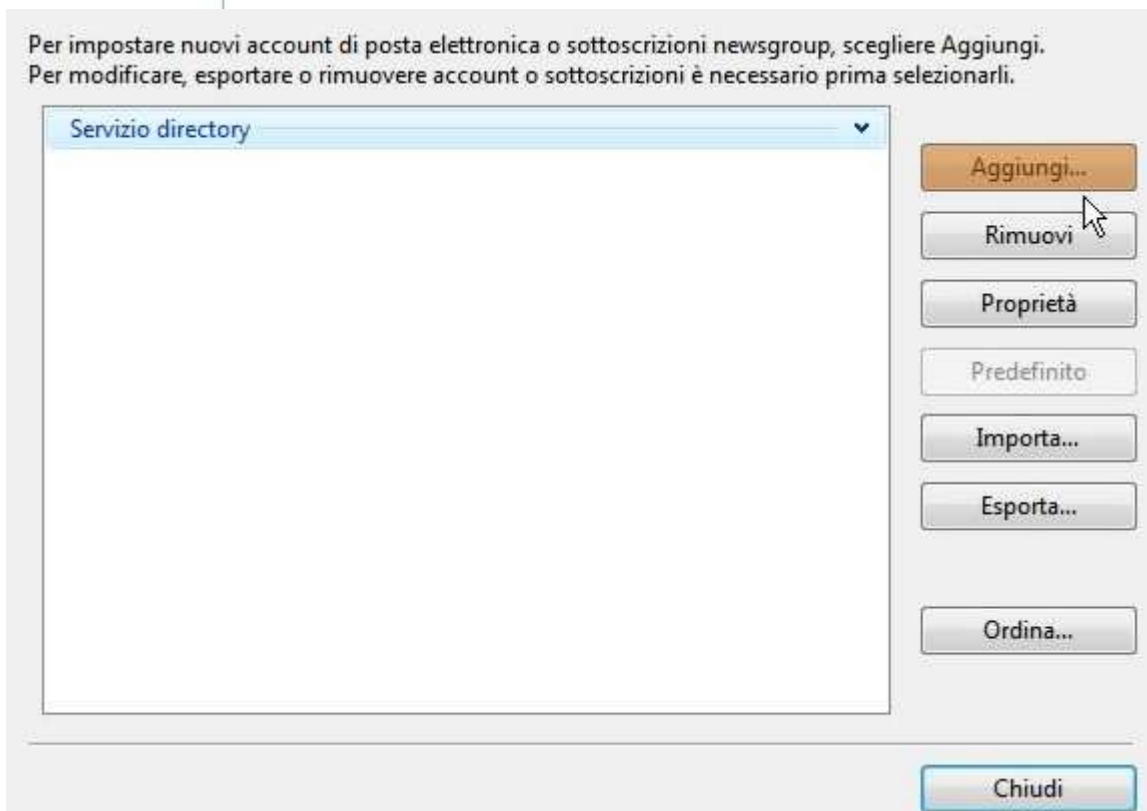 Per impostare nuovi account di posta elettronica o sottoscrizioni newsgroup, scegliere Aggiungi.
Per modificare, esportare o rimuovere account o sottoscrizioni è necessario prima selezionarli.
Servizio directory
Aggiungi...
Rimuovi
Proprietà
Predefinito
Importa...
Esporta...
Ordina...
Chiudi